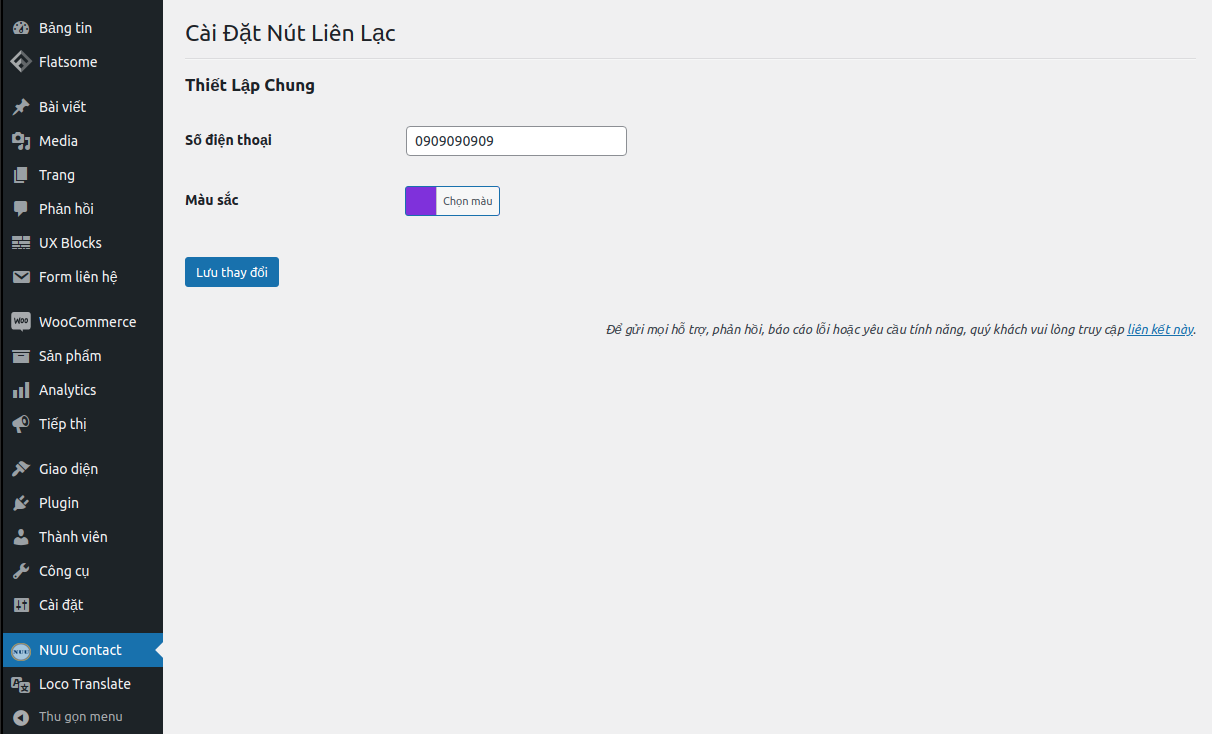 Bảng tin
Flatsome
Bài viết
Media
Trang
Phản hồi
UX Blocks
Form liên hệ
WooCommerce
Sản phẩm
Analytics
Tiếp thị
Giao diện
Plugin
Thành viên
Công cụ
Cài đặt
NUU Contact
Loco Translate
Thu gọn menu
Cài Đặt Nút Liên Lạc
Thiết Lập Chung
Số điện thoại
0909090909
Màu sắc
Chọn màu
Lưu thay đổi
Để gửi mọi hỗ trợ, phản hồi, báo cáo lỗi hoặc yêu cầu tính năng, quý khách vui lòng truy cập liên kết này.